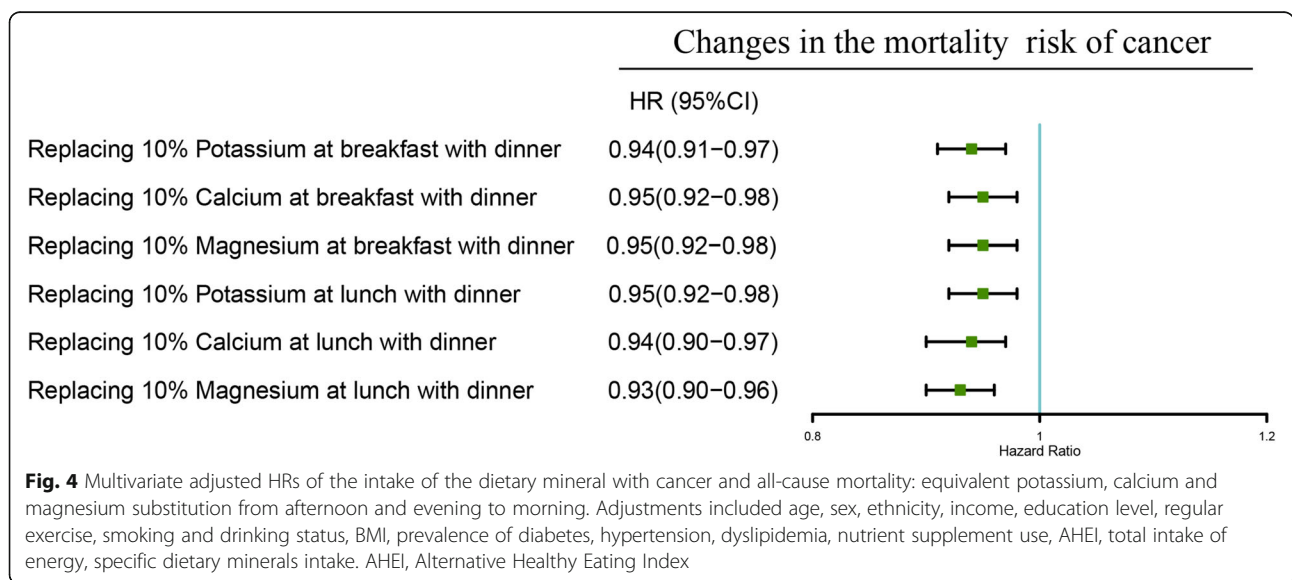 Changes in the mortality risk of cancer
HR (95%CI)
Replacing 10% Potassium at breakfast with dinner 0.94(0.91−0.97)
Replacing 10% Calcium at breakfast with dinner 0.95(0.92−0.98)
Replacing 10% Magnesium at breakfast with dinner 0.95(0.92−0.98)
Replacing 10% Potassium at lunch with dinner 0.95(0.92−0.98)
Replacing 10% Calcium at lunch with dinner 0.94(0.90−0.97)
Replacing 10% Magnesium at lunch with dinner 0.93(0.90−0.96)
0.8 1 1.2
Hazard Ratio
Fig. 4 Multivariate adjusted HRs of the intake of the dietary mineral with cancer and all-cause mortality: equivalent potassium, calcium and
magnesium substitution from afternoon and evening to morning. Adjustments included age, sex, ethnicity, income, education level, regular
exercise, smoking and drinking status, BMI, prevalence of diabetes, hypertension, dyslipidemia, nutrient supplement use, AHEI, total intake of
energy, specific dietary minerals intake. AHEI, Alternative Healthy Eating Index